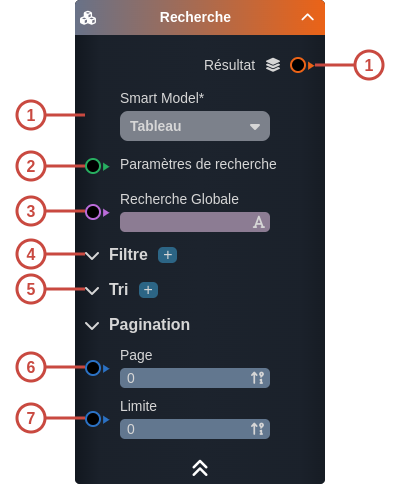 Recherche
Résultat
1
Smart Model*
1
Tableau
2
Paramètres de recherche
Recherche Globale
3
A
4
Filtre +
5
Tri +
Pagination
Page
6
0
Limite
7
0